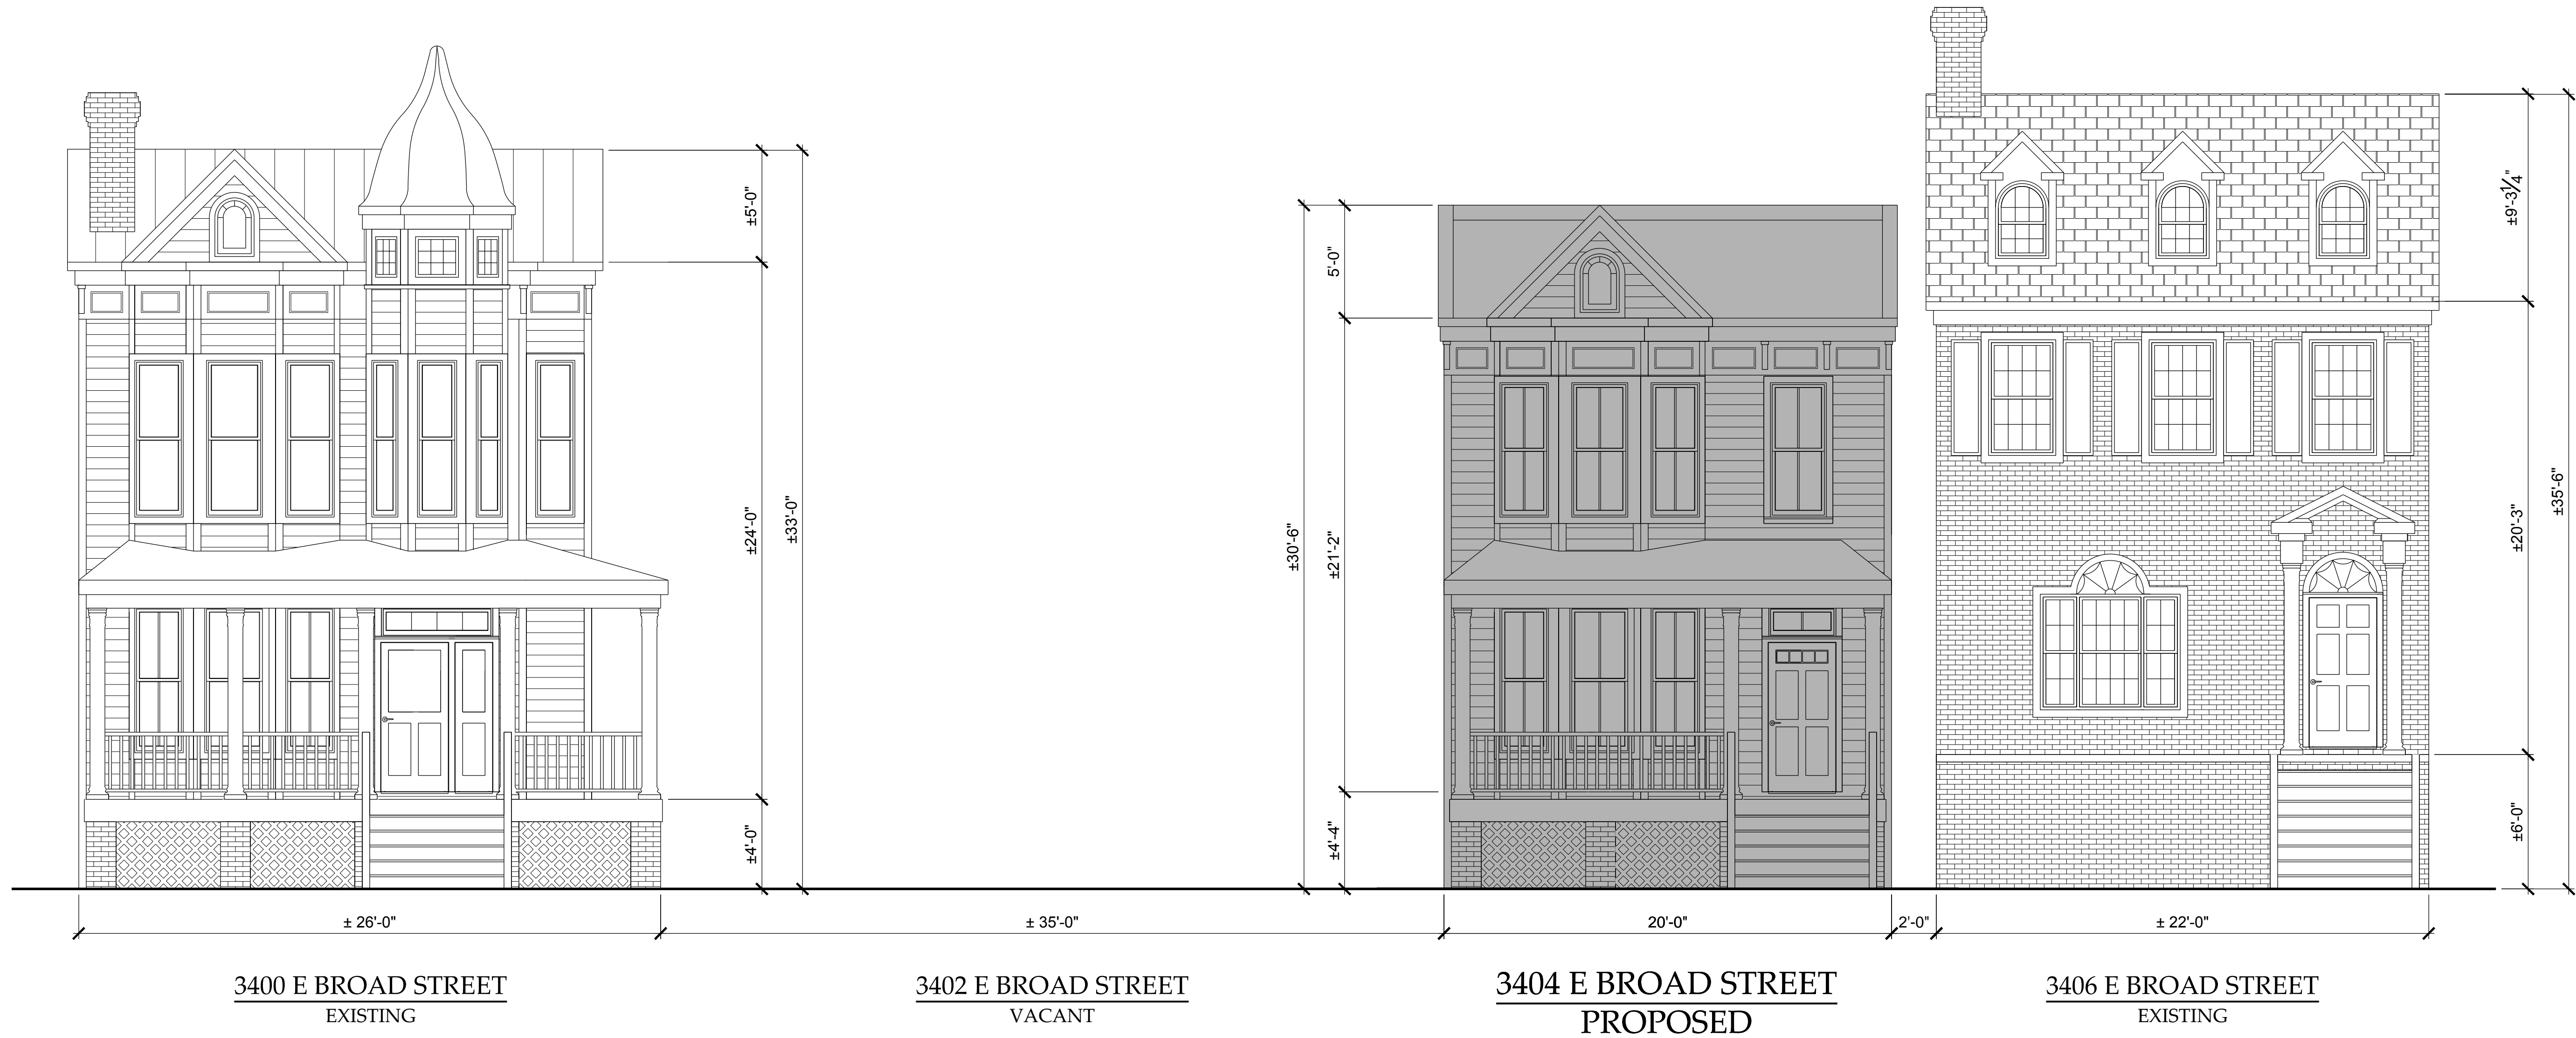 ±5'-0"
±24'-0"
±33'-0"
±4'-0"
5'-0"
±30'-6"
±21'-2"
±4'-4"
±9'-3¼"
±35'-6"
±20'-3"
±6'-0"
± 26'-0"
± 35'-0"
20'-0"
2'-0"
± 22'-0"
3400 E BROAD STREET
EXISTING
3402 E BROAD STREET
VACANT
3404 E BROAD STREET
PROPOSED
3406 E BROAD STREET
EXISTING